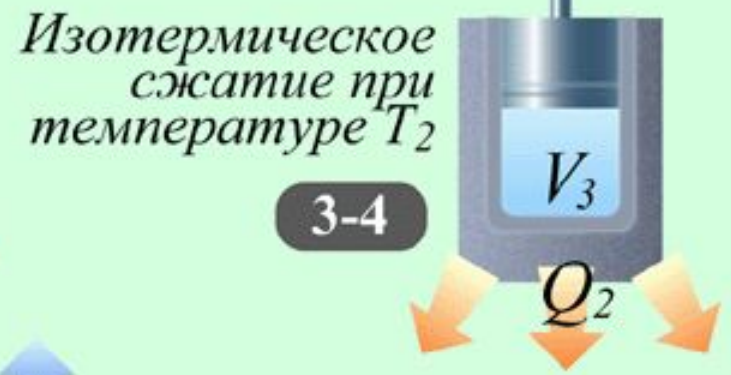 Изотермическое
сжатие при
температуре T₂
3-4
V₃
Q₂